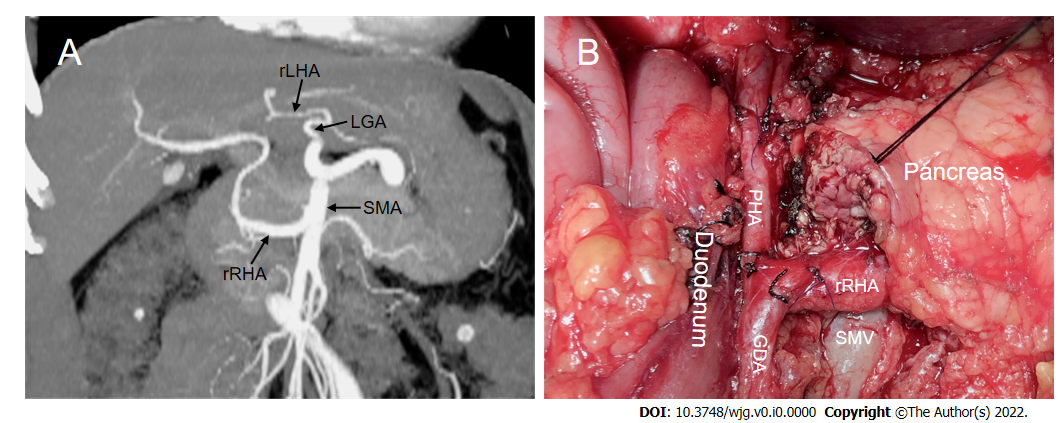 A
rLHA
LGA
SMA
rRHA
B
Pancreas
PHA
Duodenum
rRHA
SMV
GDA
DOI: 10.3748/wjg.v0.i0.0000 Copyright ©The Author(s) 2022.